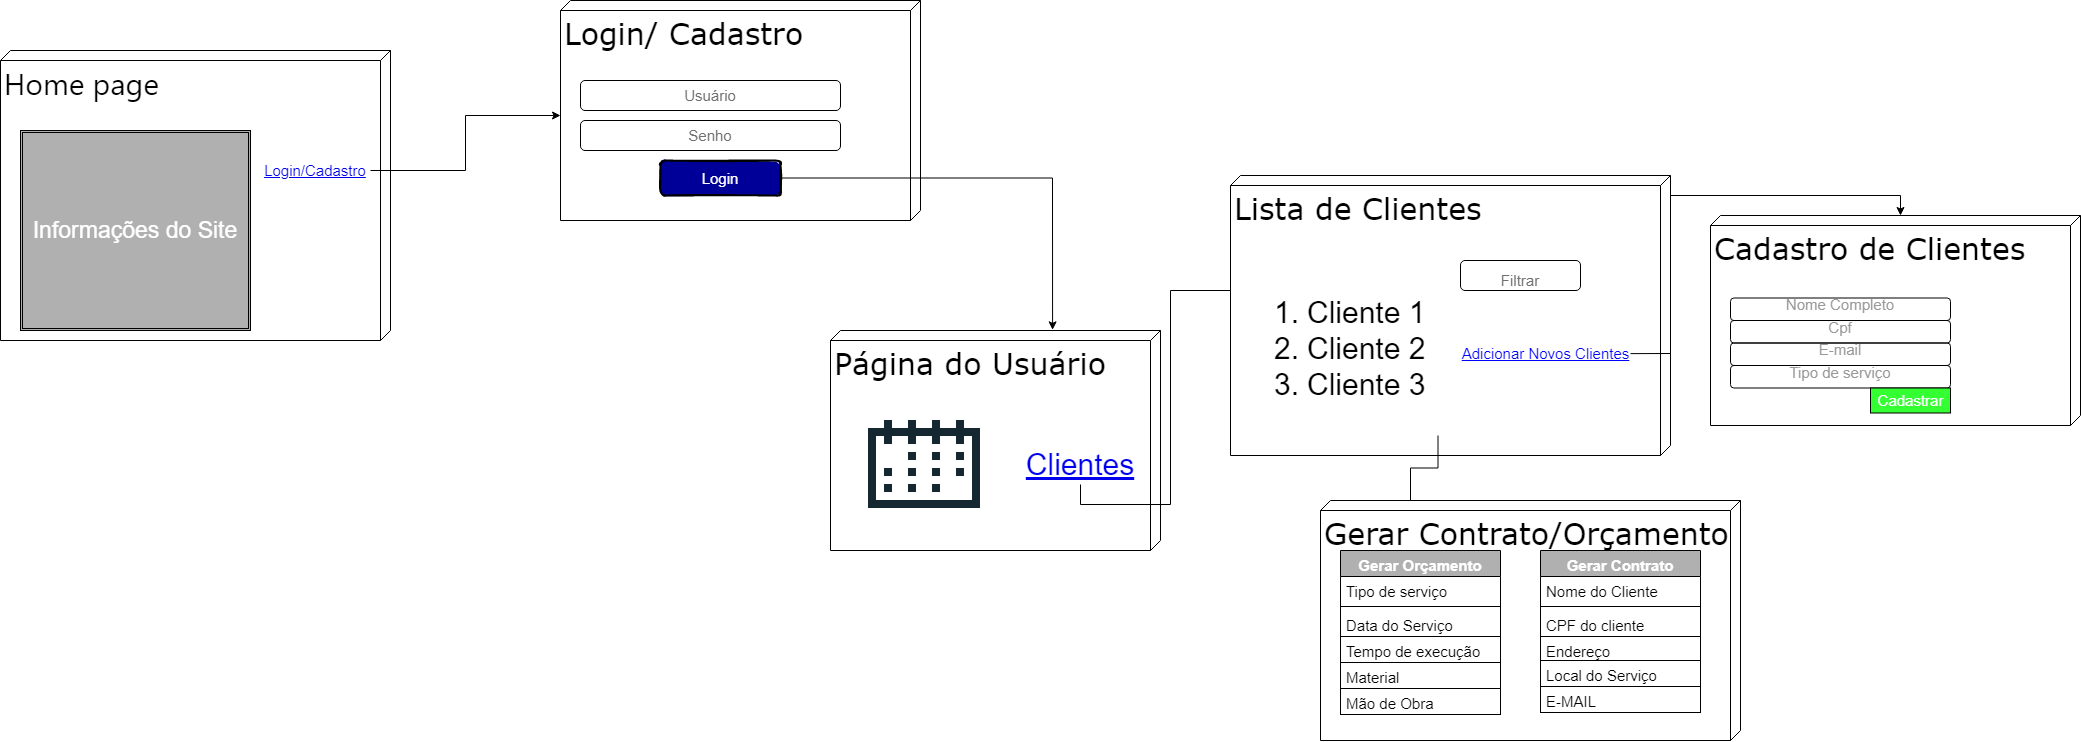 Home page
Informações do Site
Login/Cadastro
Login/ Cadastro
Usuário
Senho
Login
Página do Usuário
Clientes
Lista de Clientes
Filtrar
1. Cliente 1
2. Cliente 2
3. Cliente 3
Adicionar Novos Clientes
Cadastro de Clientes
Nome Completo
Cpf
E-mail
Tipo de serviço
Cadastrar
Gerar Contrato/Orçamento
Gerar Orçamento
Tipo de serviço
Data do Serviço
Tempo de execução
Material
Mão de Obra
Gerar Contrato
Nome do Cliente
CPF do cliente
Endereço
Local do Serviço
E-MAIL